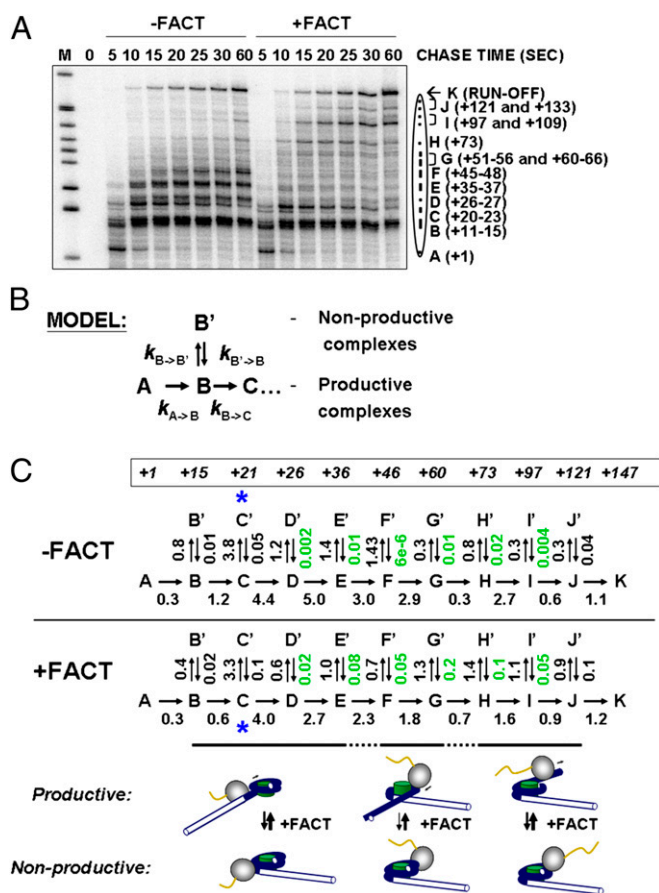 A
-FACT +FACT
M 0 5 10 15 20 25 30 60 5 10 15 20 25 30 60 CHASE TIME (SEC)
K (RUN-OFF)
J (+121 and +133)
I (+97 and +109)
H (+73)
G (+51-56 and +60-66)
F (+45-48)
E (+35-37)
D (+26-27)
C (+20-23)
B (+11-15)
A (+1)
B
MODEL: B' - Non-productive
complexes
kB->B' kB'->B
A B C... - Productive
complexes
kA->B kB->C
C
+1 +15 +21 +26 +36 +46 +60 +73 +97 +121 +147
*
B' C' D' E' F' G' H' I' J'
-FACT 0.8 0.01 3.8 0.05 1.2 0.002 1.4 0.01 1.43 6e-6 0.3 0.01 0.8 0.02 0.3 0.004 0.3 0.04
A B C D E F G H I J K
0.3 1.2 4.4 5.0 3.0 2.9 0.3 2.7 0.6 1.1
B' C' D' E' F' G' H' I' J'
+FACT 0.4 0.02 3.3 0.1 0.6 0.02 1.0 0.08 0.7 0.05 1.3 0.2 1.4 0.1 1.1 0.05 0.9 0.1
A B C D E F G H I J K
0.3 0.6 4.0 2.7 2.3 1.8 0.7 1.6 0.9 1.2
*
Productive:
+FACT +FACT +FACT
Non-productive: